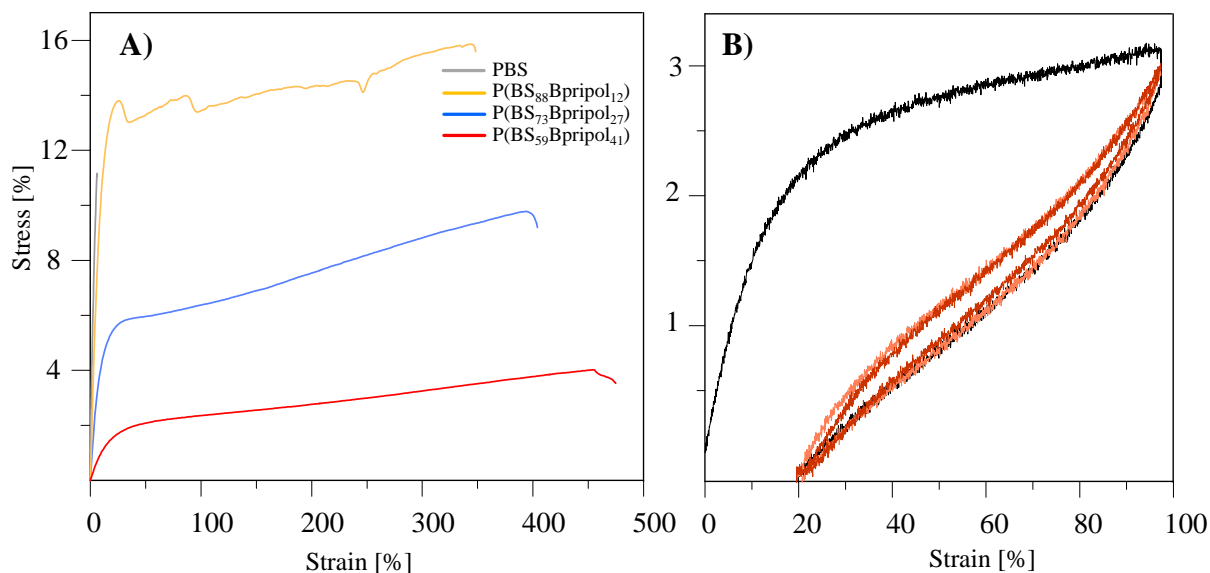 A)
16
12
8
4
Stress [%]
PBS
P(BS₈₈Bpripol₁₂)
P(BS₇₃Bpripol₂₇)
P(BS₅₉Bpripol₄₁)
0 100 200 300 400 500
Strain [%]
B)
3
2
1
0 20 40 60 80 100
Strain [%]